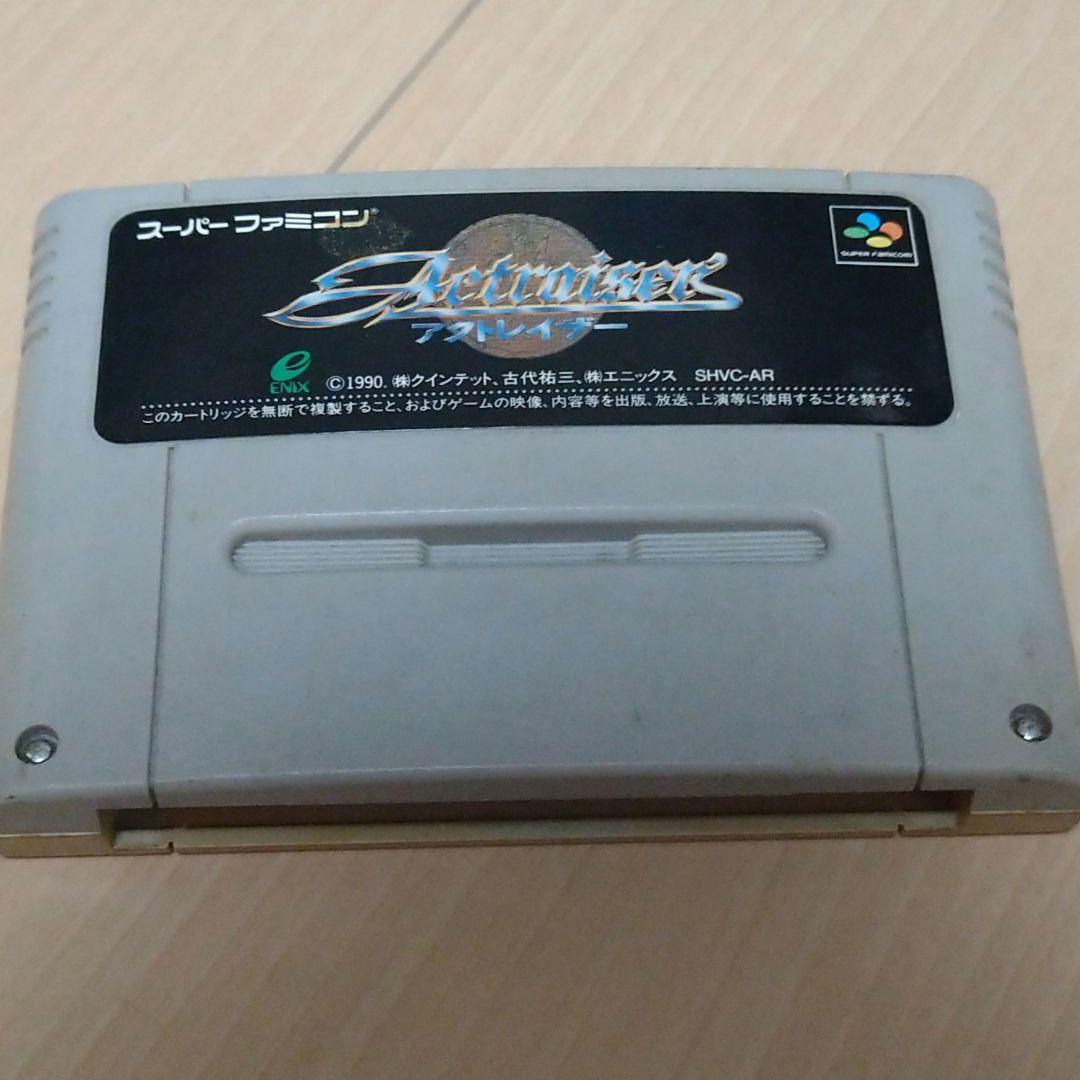 スーパーファミコン®
SUPER FAMICOM
Actraiser
アクトレイザー
ENIX
©1990. ㈱クインテット、古代祐三、㈱エニックス SHVC-AR
このカートリッジを無断で複製すること、およびゲームの映像、内容等を出版、放送、上演等に使用することを禁ずる。